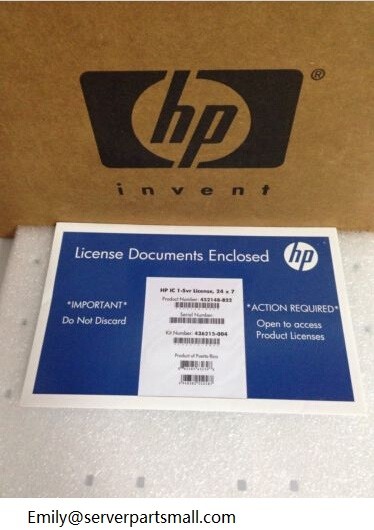 hp
®
invent
License Documents Enclosed
hp
HP IC 1-Svr License, 24 x 7
Product Number: 452148-B22
*IMPORTANT*
Do Not Discard
Serial Number:
Kit Number: 436215-004
*ACTION REQUIRED*
Open to access
Product Licenses
Product of Puerto Rico
Emily@serverpartsmall.com